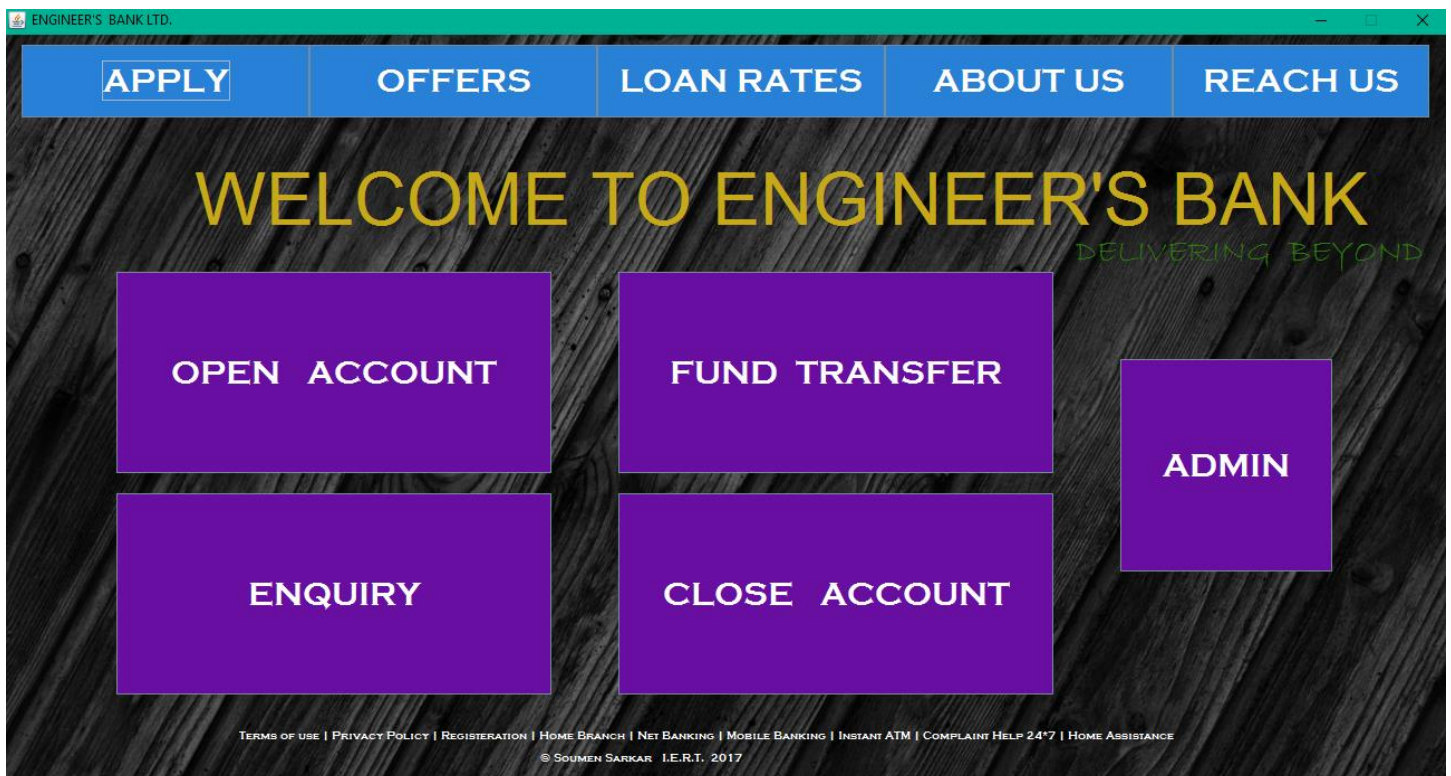 ENGINEER'S BANK LTD.
APPLY OFFERS LOAN RATES ABOUT US REACH US
WELCOME TO ENGINEER'S BANK
DELIVERING BEYOND
OPEN ACCOUNT FUND TRANSFER
ADMIN
ENQUIRY CLOSE ACCOUNT
Terms of use | Privacy Policy | Registeration | Home Branch | Net Banking | Mobile Banking | Instant ATM | Complaint Help 24*7 | Home Assistance
© Soumen Sarkar I.E.R.T. 2017